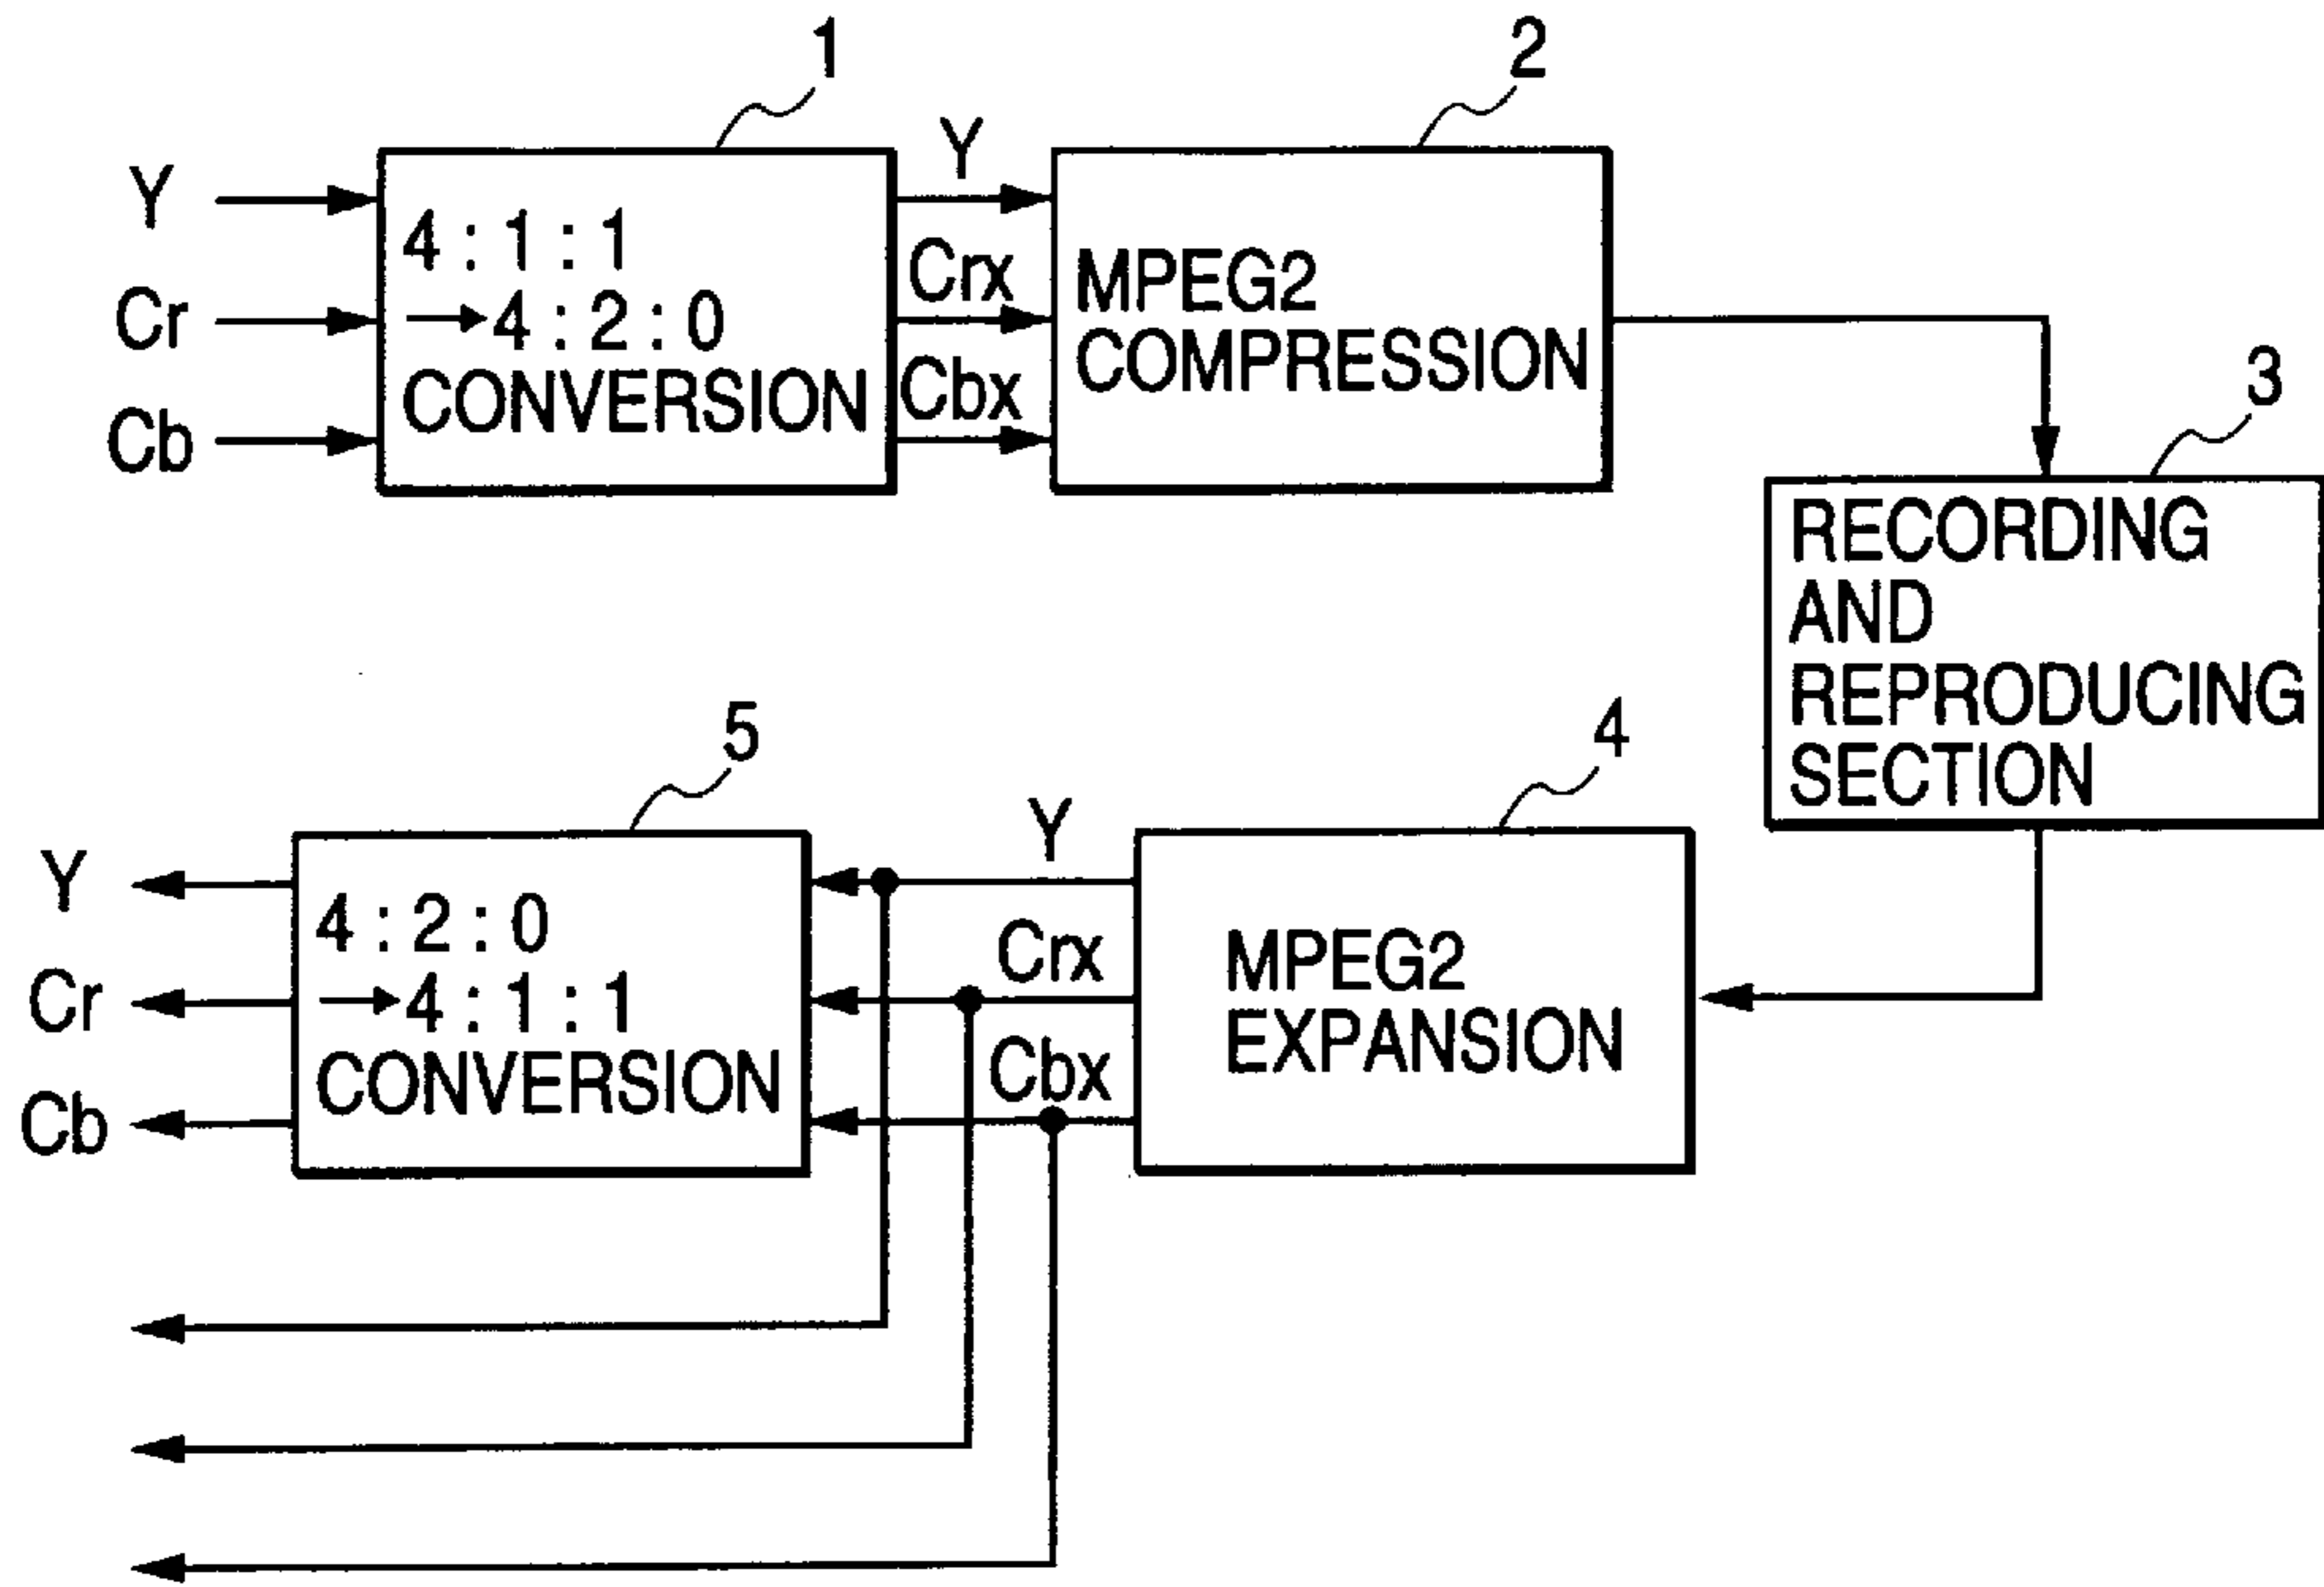 1
2
Y
Cr
Cb
4:1:1
→4:2:0
CONVERSION
Y
Crx
Cbx
MPEG2
COMPRESSION
3
RECORDING
AND
REPRODUCING
SECTION
5
4
Y
Cr
Cb
4:2:0
→4:1:1
CONVERSION
Y
Crx
Cbx
MPEG2
EXPANSION